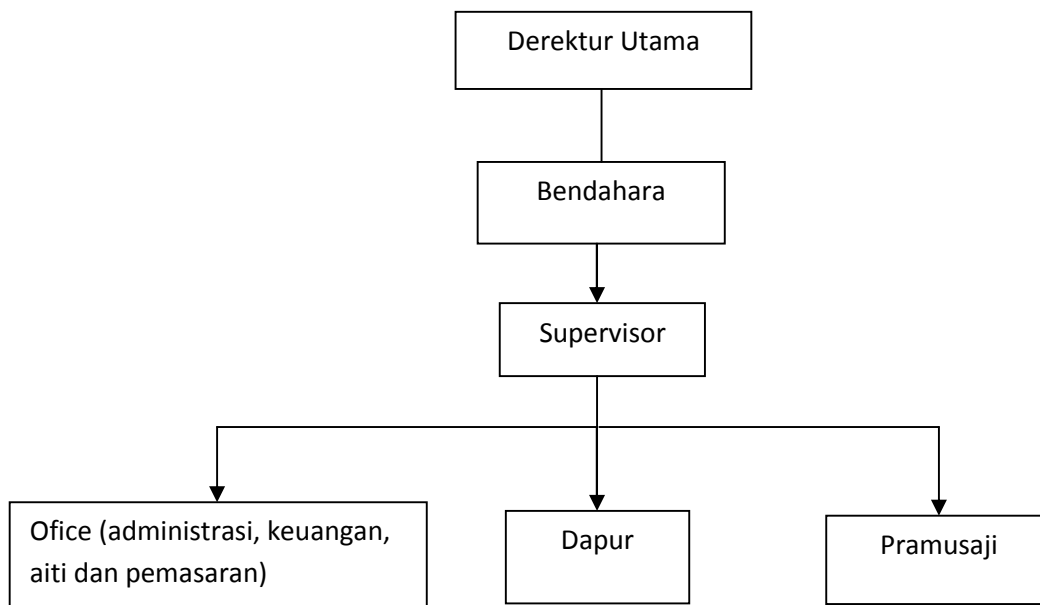 Derektur Utama
Bendahara
Supervisor
Ofice (administrasi, keuangan,
aiti dan pemasaran)
Dapur
Pramusaji